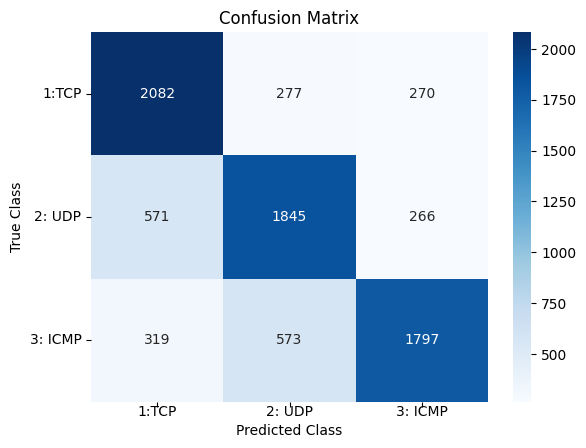 Confusion Matrix
True Class
1:TCP
2: UDP
3: ICMP
2082 277 270
571 1845 266
319 573 1797
1:TCP 2: UDP 3: ICMP
Predicted Class
2000
1750
1500
1250
1000
750
500